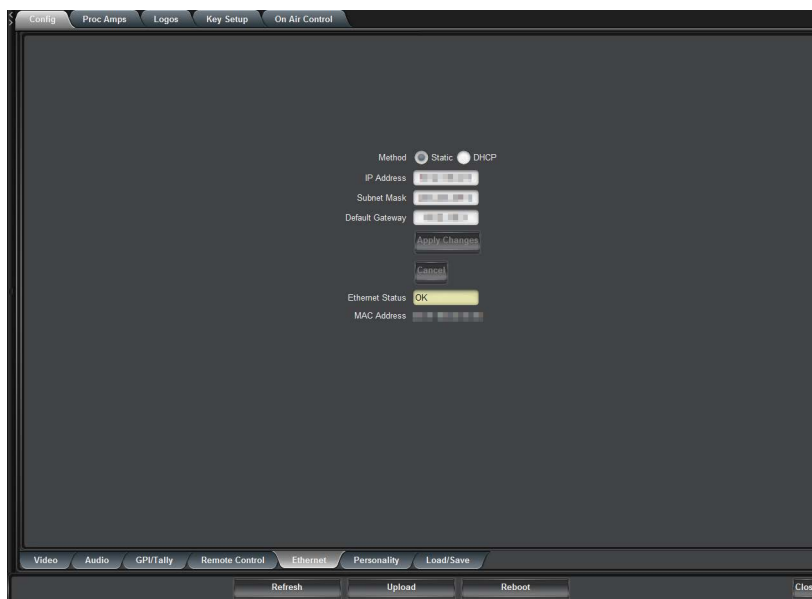 Config Proc Amps Logos Key Setup On Air Control
Method Static DHCP
IP Address
Subnet Mask
Default Gateway
Apply Changes
Cancel
Ethernet Status OK
MAC Address
Video Audio GPI/Tally Remote Control Ethernet Personality Load/Save
Refresh Upload Reboot Clos